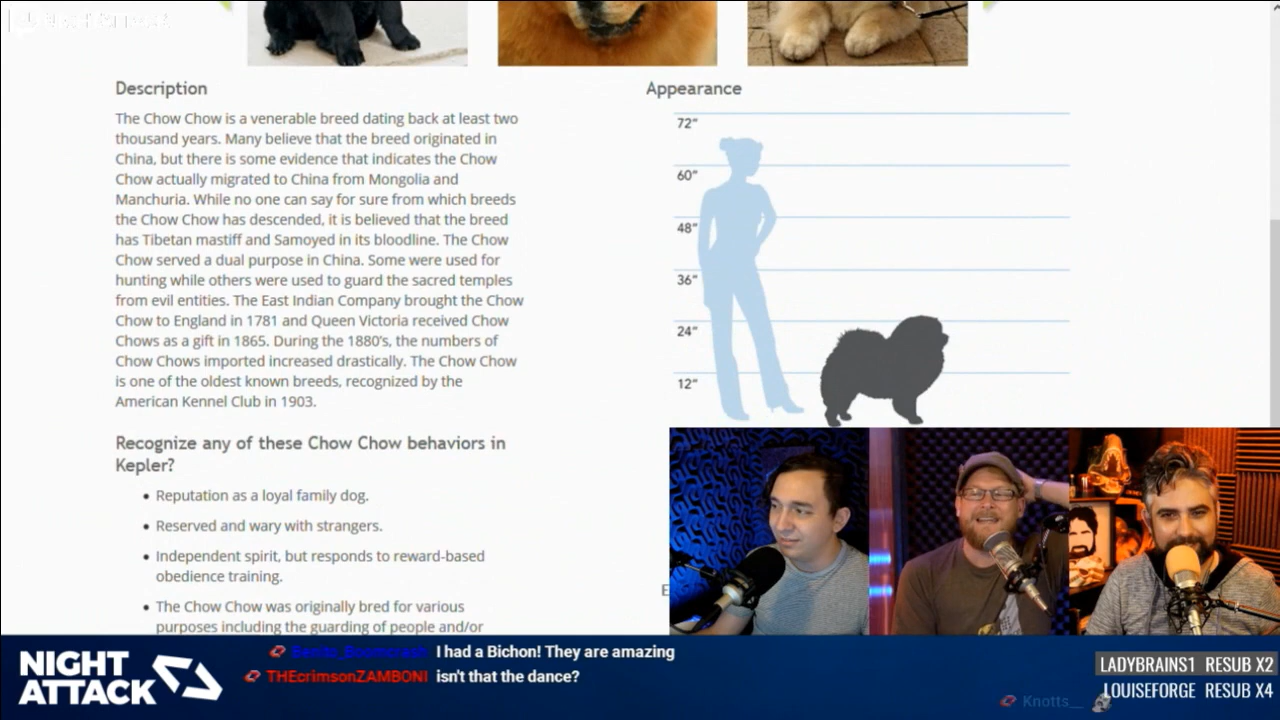 NIGHT ATTACK
Description
The Chow Chow is a venerable breed dating back at least two
thousand years. Many believe that the breed originated in
China, but there is some evidence that indicates the Chow
Chow actually migrated to China from Mongolia and
Manchuria. While no one can say for sure from which breeds
the Chow Chow has descended, it is believed that the breed
has Tibetan mastiff and Samoyed in its bloodline. The Chow
Chow served a dual purpose in China. Some were used for
hunting while others were used to guard the sacred temples
from evil entities. The East Indian Company brought the Chow
Chow to England in 1781 and Queen Victoria received Chow
Chows as a gift in 1865. During the 1880's, the numbers of
Chow Chows imported increased drastically. The Chow Chow
is one of the oldest known breeds, recognized by the
American Kennel Club in 1903.
Recognize any of these Chow Chow behaviors in
Kepler?
• Reputation as a loyal family dog.
• Reserved and wary with strangers.
• Independent spirit, but responds to reward-based
obedience training.
• The Chow Chow was originally bred for various
purposes including the guarding of people and/or
Appearance
72"
60"
48"
36"
24"
12"
NIGHT
ATTACK
I had a Bichon! They are amazing
THEcrimsonZAMBONI isn't that the dance?
Knotts__
LADYBRAINS1 RESUB X2
LOUISEFORGE RESUB X4